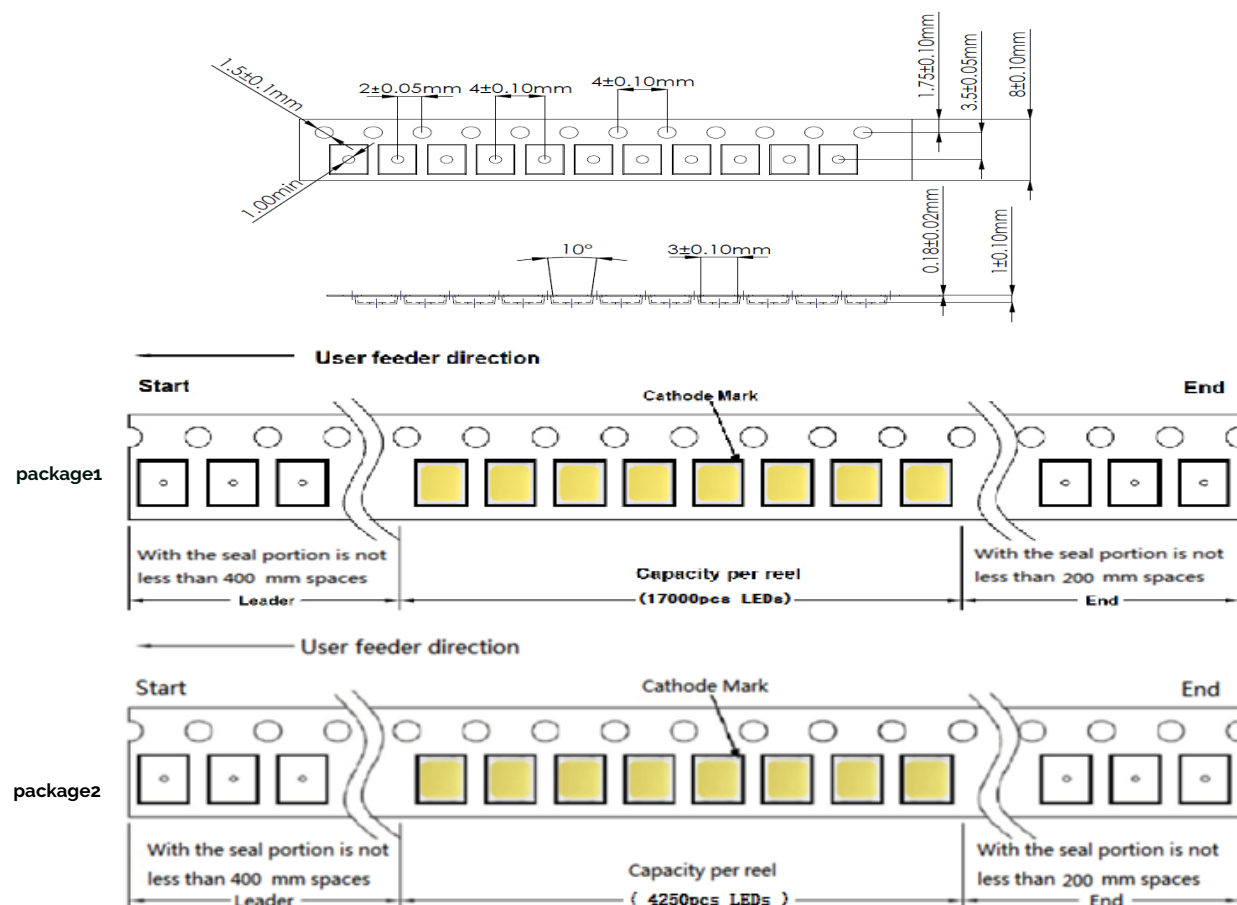 1.5±0.1mm
2±0.05mm
4±0.10mm
4±0.10mm
1.75±0.10mm
3.5±0.05mm
8±0.10mm
1.00min
10°
3±0.10mm
0.18±0.02mm
1±0.10mm
User feeder direction
Start
Cathode Mark
End
package1
With the seal portion is not
less than 400 mm spaces
Leader
Capacity per reel
(17000pcs LEDs)
With the seal portion is not
less than 200 mm spaces
End
User feeder direction
Start
Cathode Mark
End
package2
With the seal portion is not
less than 400 mm spaces
Leader
Capacity per reel
( 4250pcs LEDs )
With the seal portion is not
less than 200 mm spaces
End